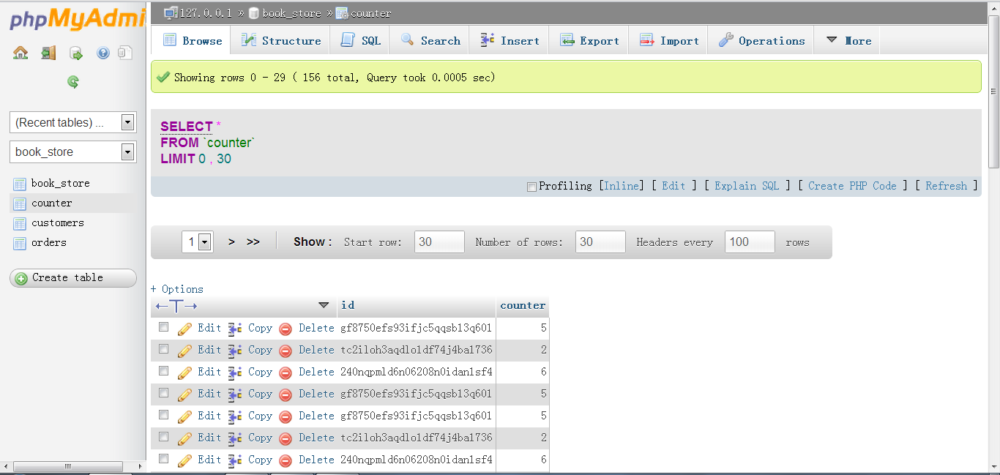 phpMyAdmi
127.0.0.1 » book_store » counter
Browse Structure SQL Search Insert Export Import Operations More
Showing rows 0 - 29 ( 156 total, Query took 0.0005 sec)
(Recent tables) ...
book_store
book_store
counter
customers
orders
Create table
SELECT *
FROM `counter`
LIMIT 0 , 30
Profiling [Inline] [ Edit ] [ Explain SQL ] [ Create PHP Code ] [ Refresh ]
1 > >> Show : Start row: 30 Number of rows: 30 Headers every 100 rows
+ Options
←T→ id counter
Edit Copy Delete gf8750efs93ifjc5qqsb13q601 5
Edit Copy Delete tc2iloh3aqdlo1df74j4ba1736 2
Edit Copy Delete 240nqpmld6n06208n0idan1sf4 6
Edit Copy Delete gf8750efs93ifjc5qqsb13q601 5
Edit Copy Delete gf8750efs93ifjc5qqsb13q601 5
Edit Copy Delete tc2iloh3aqdlo1df74j4ba1736 2
Edit Copy Delete 240nqpmld6n06208n0idan1sf4 6